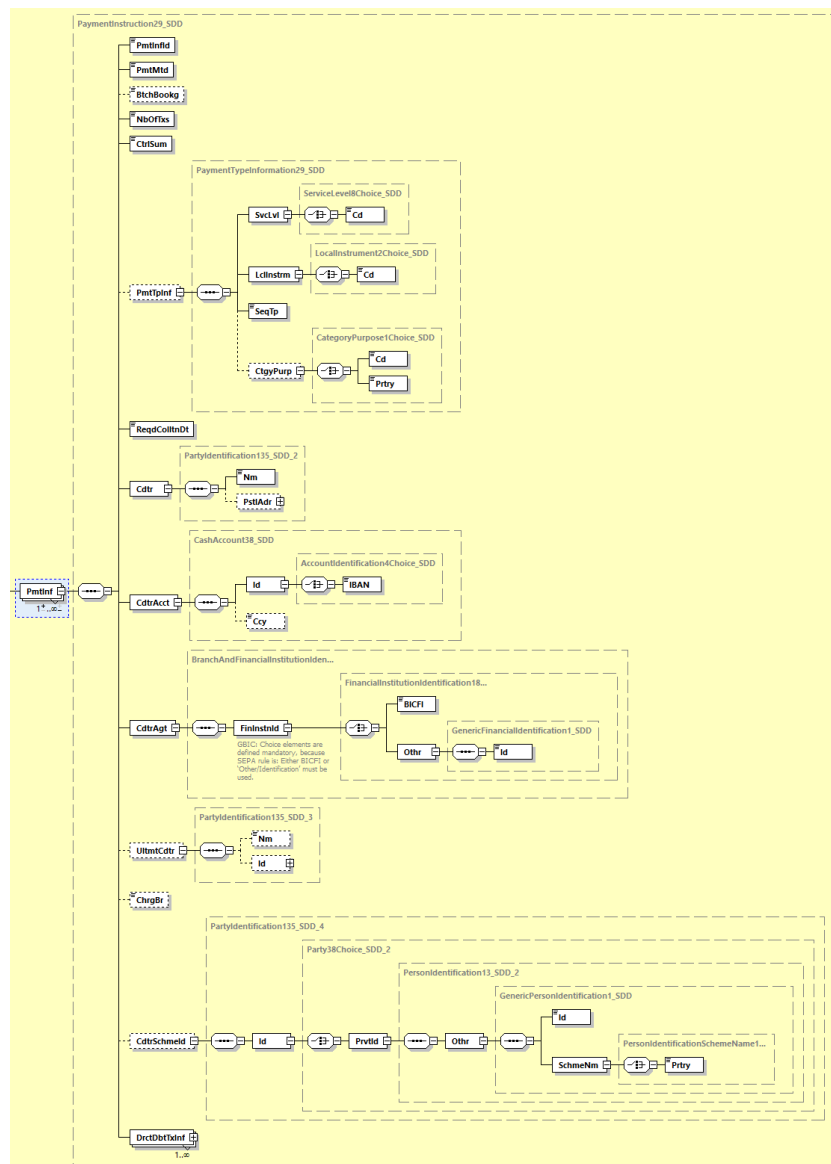 PaymentInstruction29_SDD
PmtInfId
PmtMtd
BtchBookg
NbOfTxs
CtrlSum
PaymentTypeInformation29_SDD
ServiceLevel8Choice_SDD
SvcLvl
Cd
LocalInstrument2Choice_SDD
LclInstrm
Cd
PmtTpInf
SeqTp
CategoryPurpose1Choice_SDD
Cd
CtgyPurp
Prtry
ReqdColltnDt
PartyIdentification135_SDD_2
Nm
Cdtr
PstlAdr
CashAccount38_SDD
AccountIdentification4Choice_SDD
Id
IBAN
PmtInf
1..∞
CdtrAcct
Ccy
BranchAndFinancialInstitutionIden...
FinancialInstitutionIdentification18...
BICFI
CdtrAgt
FinInstnId
GenericFinancialIdentification1_SDD
GBIC: Choice elements are
defined mandatory, because
SEPA rule is: Either BICFI or
'Other/Identification' must be
used.
Othr
Id
PartyIdentification135_SDD_3
Nm
UltmtCdtr
Id
ChrgBr
PartyIdentification135_SDD_4
Party38Choice_SDD_2
PersonIdentification13_SDD_2
GenericPersonIdentification1_SDD
Id
CdtrSchmeId
Id
PrvtId
Othr
PersonIdentificationSchemeName1...
SchmeNm
Prtry
DrctDbtTxInf
1..∞